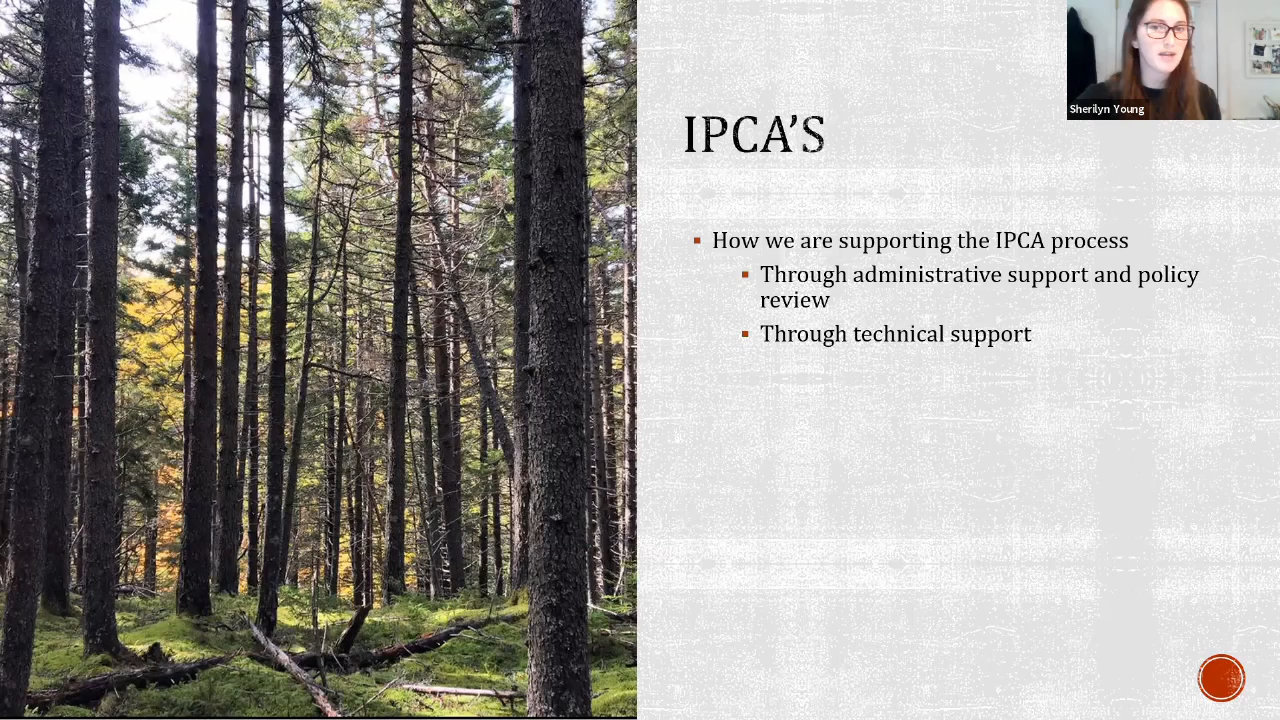 Sherilyn Young
IPCA’S
How we are supporting the IPCA process
Through administrative support and policy
review
Through technical support